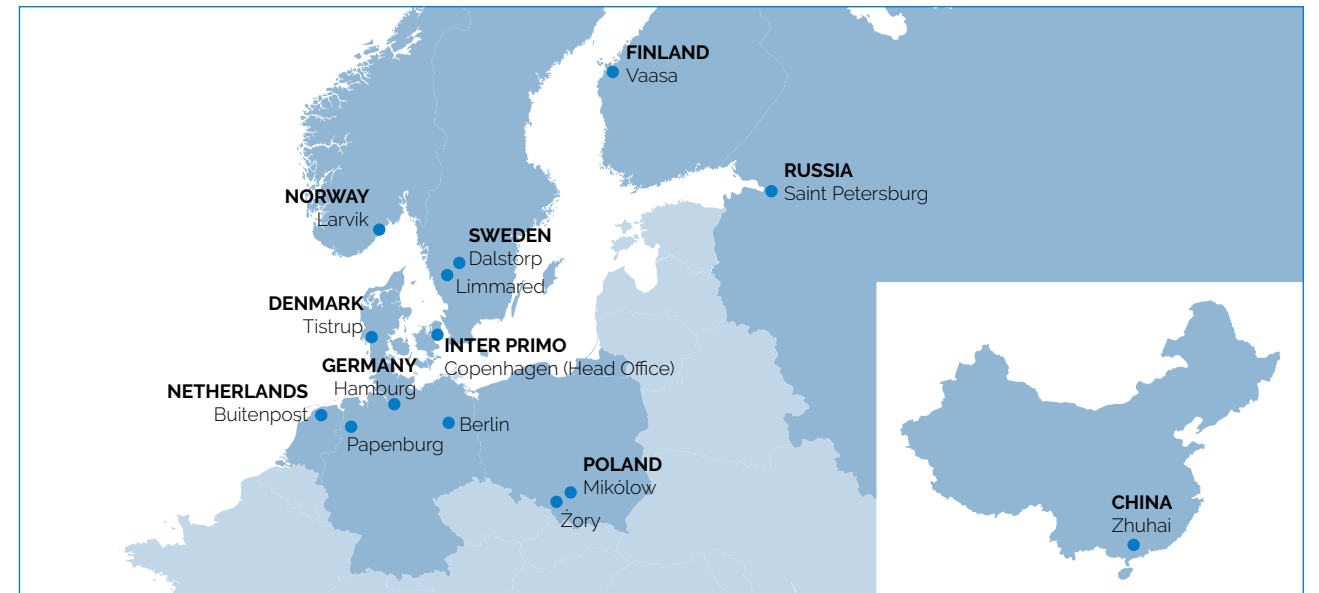 FINLAND
Vaasa
RUSSIA
Saint Petersburg
NORWAY
Larvik
SWEDEN
Dalstorp
Limmared
DENMARK
Tistrup
INTER PRIMO
Copenhagen (Head Office)
GERMANY
Hamburg
NETHERLANDS
Buitenpost
Papenburg
Berlin
POLAND
Mikólow
Żory
CHINA
Zhuhai